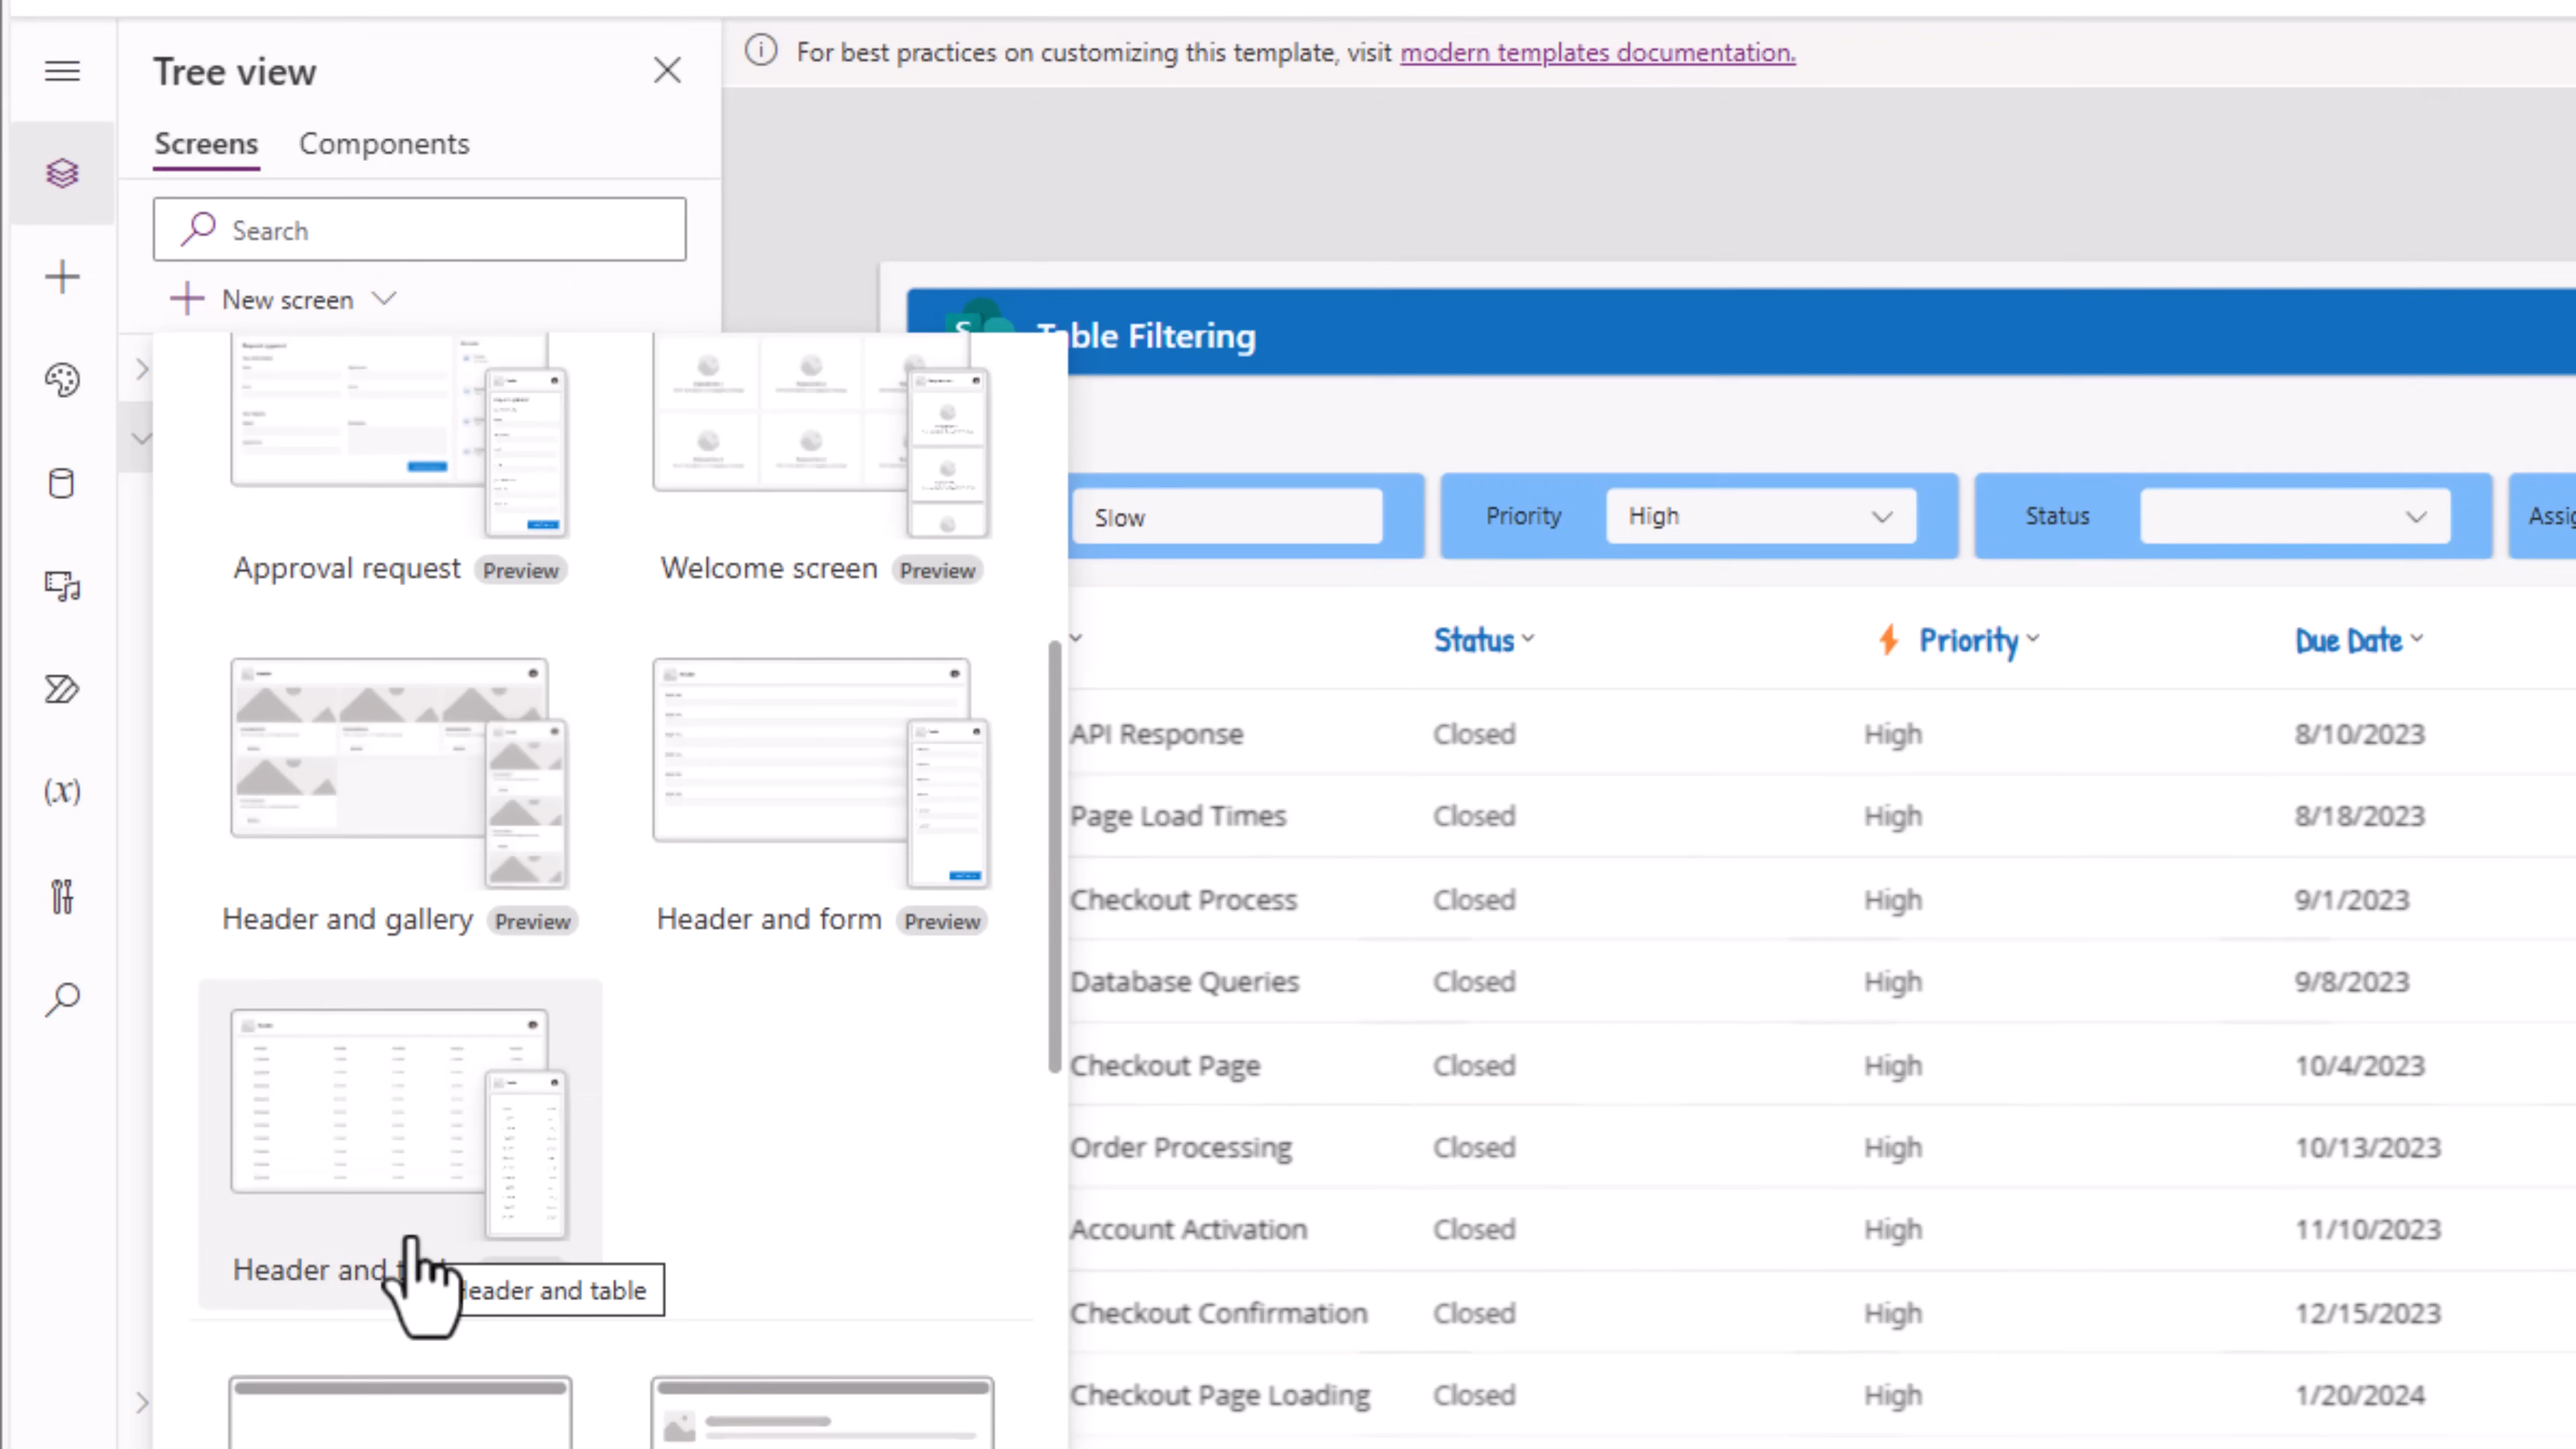 Tree view
For best practices on customizing this template, visit modern templates documentation.
Screens Components
Search
New screen
ble Filtering
Slow Priority High Status Assig
Approval request Preview Welcome screen Preview
Status Priority Due Date
API Response Closed High 8/10/2023
Page Load Times Closed High 8/18/2023
Checkout Process Closed High 9/1/2023
Header and gallery Preview Header and form Preview
Database Queries Closed High 9/8/2023
Checkout Page Closed High 10/4/2023
Order Processing Closed High 10/13/2023
Account Activation Closed High 11/10/2023
Header and
eader and table
Checkout Confirmation Closed High 12/15/2023
Checkout Page Loading Closed High 1/20/2024